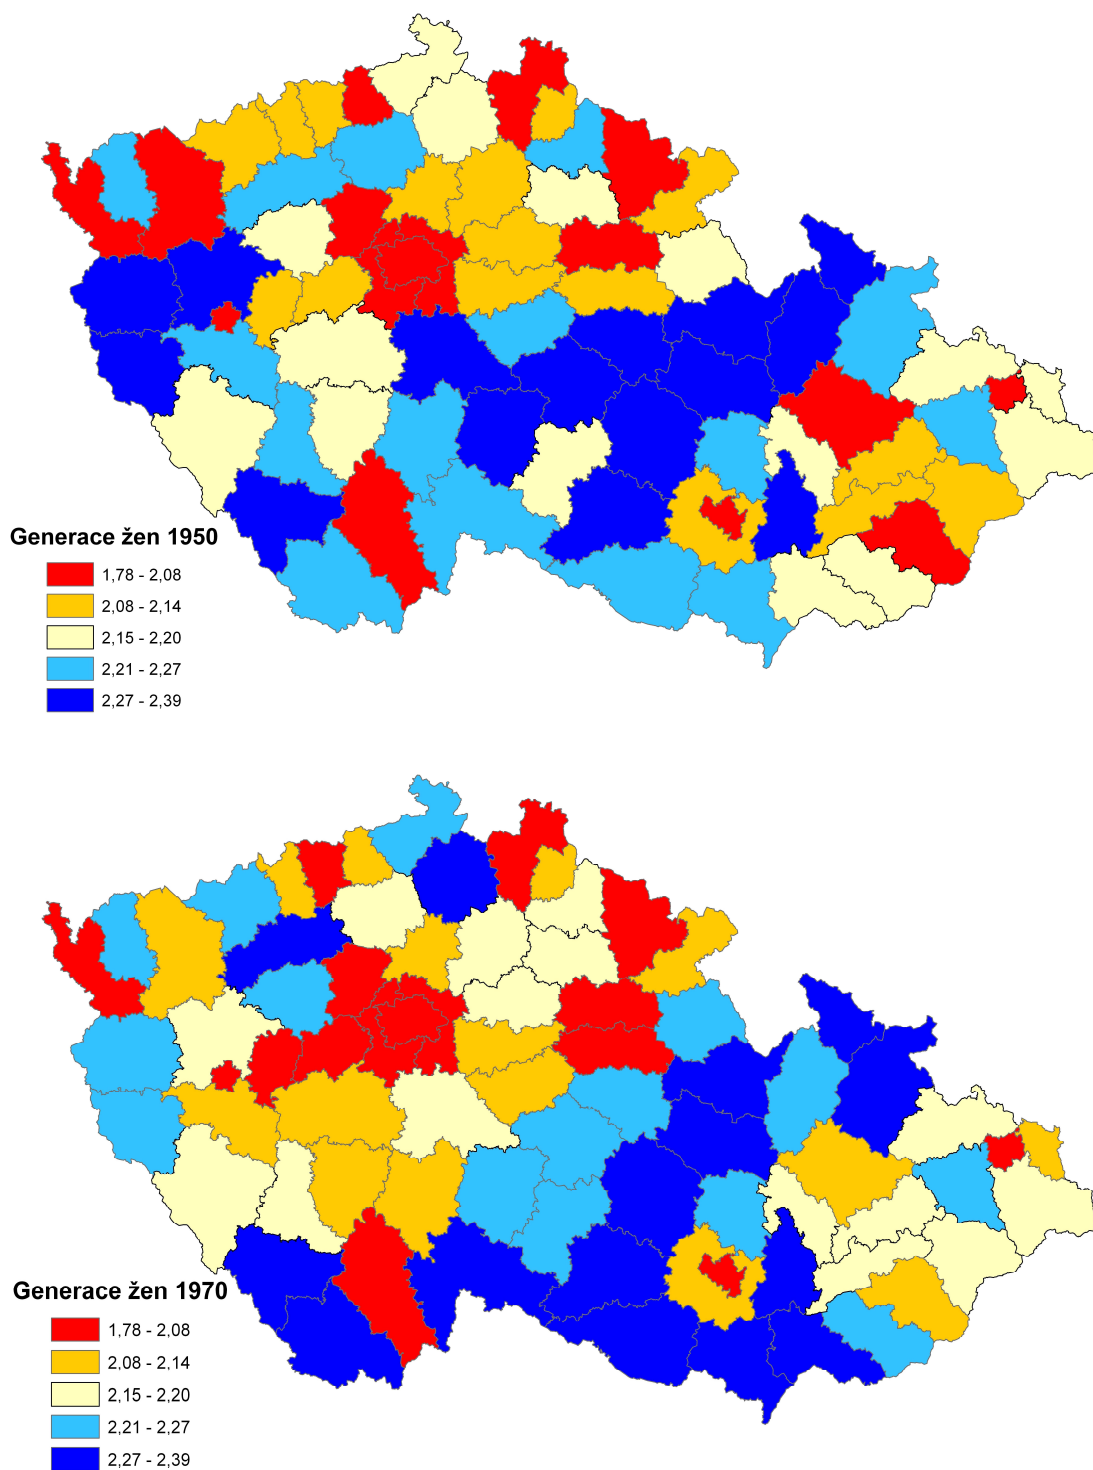 Generace žen 1950
1,78 - 2,08
2,08 - 2,14
2,15 - 2,20
2,21 - 2,27
2,27 - 2,39
Generace žen 1970
1,78 - 2,08
2,08 - 2,14
2,15 - 2,20
2,21 - 2,27
2,27 - 2,39